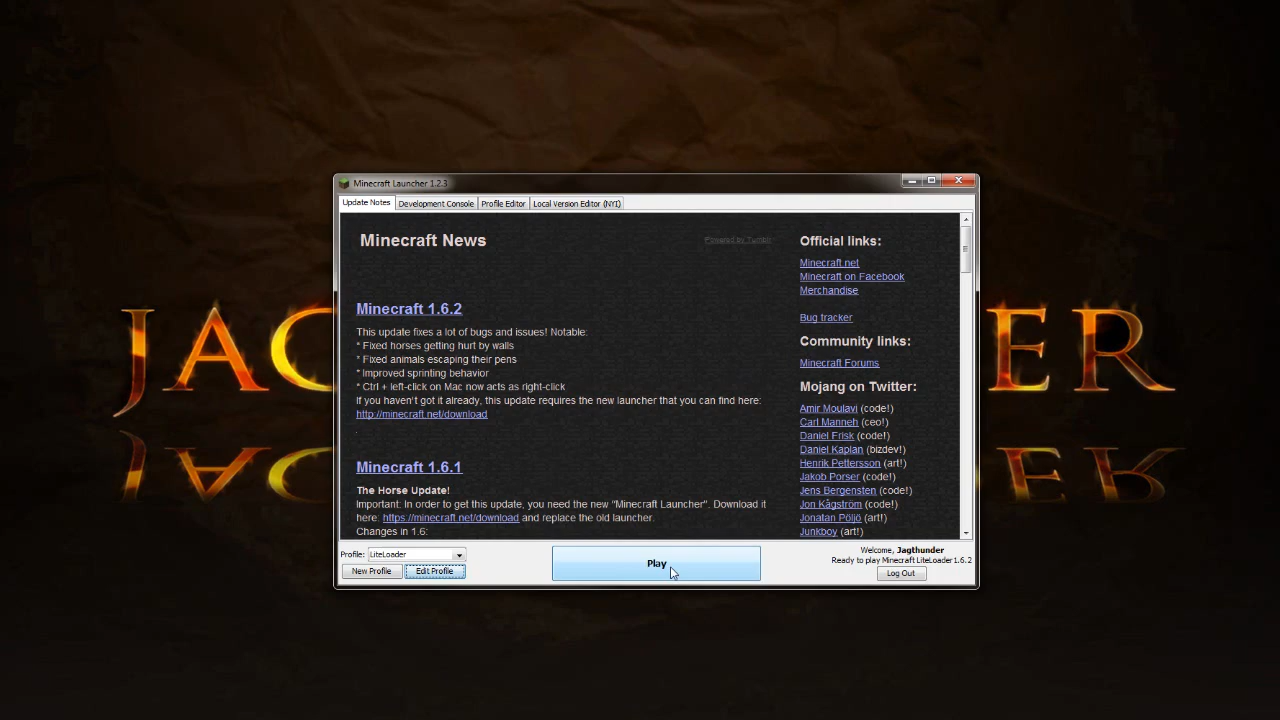 Minecraft Launcher 1.2.3
Update Notes
Development Console
Profile Editor
Local Version Editor (NYI)
Minecraft News
Powered by Tumblr
Minecraft 1.6.2
This update fixes a lot of bugs and issues! Notable:
* Fixed horses getting hurt by walls
* Fixed animals escaping their pens
* Improved sprinting behavior
* Ctrl + left-click on Mac now acts as right-click
If you haven't got it already, this update requires the new launcher that you can find here:
http://minecraft.net/download
Minecraft 1.6.1
The Horse Update!
Important: In order to get this update, you need the new "Minecraft Launcher". Download it
here: https://minecraft.net/download and replace the old launcher.
Changes in 1.6:
Official links:
Minecraft.net
Minecraft on Facebook
Merchandise
Bug tracker
Community links:
Minecraft Forums
Mojang on Twitter:
Amir Moulavi (code!)
Carl Manneh (ceo!)
Daniel Frisk (code!)
Daniel Kaplan (bizdev!)
Henrik Pettersson (art!)
Jakob Porser (code!)
Jens Bergensten (code!)
Jon Kågström (code!)
Jonatan Pöljö (art!)
Junkboy (art!)
Profile: LiteLoader
New Profile
Edit Profile
Play
Welcome, Jagthunder
Ready to play Minecraft LiteLoader1.6.2
Log Out